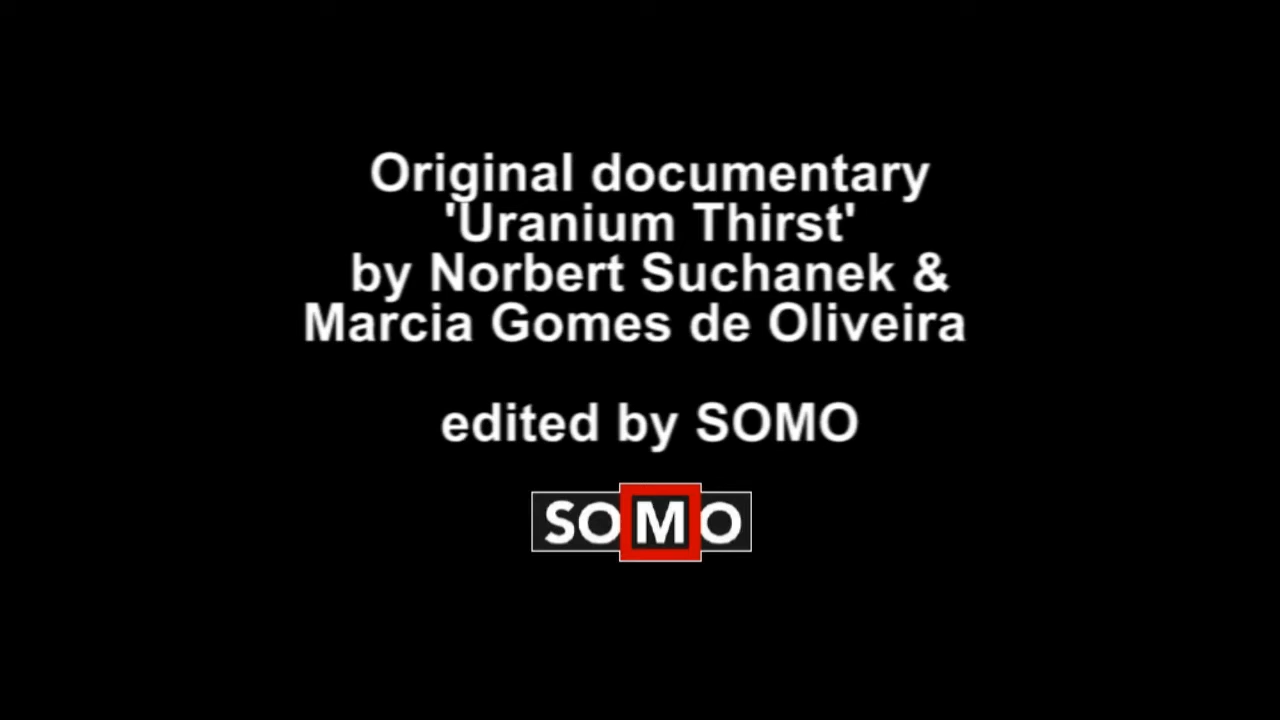 Original documentary
'Uranium Thirst'
by Norbert Suchanek &
Marcia Gomes de Oliveira
edited by SOMO
SOMO